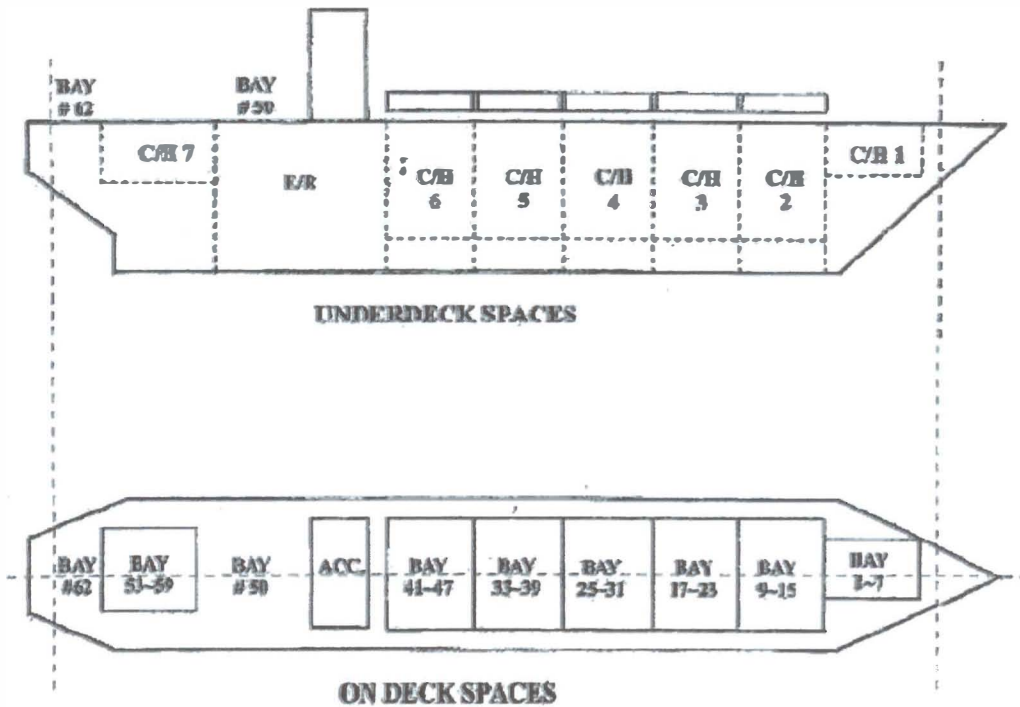 BAY
# 62
BAY
# 50
C/H 7
E/R
C/H
6
C/H
5
C/H
4
C/H
3
C/H
2
C/H 1
UNDERDECK SPACES
BAY
#62
BAY
53~59
BAY
# 50
ACC.
BAY
41~47
BAY
33~39
BAY
25~31
BAY
17~23
BAY
9~15
BAY
1~7
ON DECK SPACES